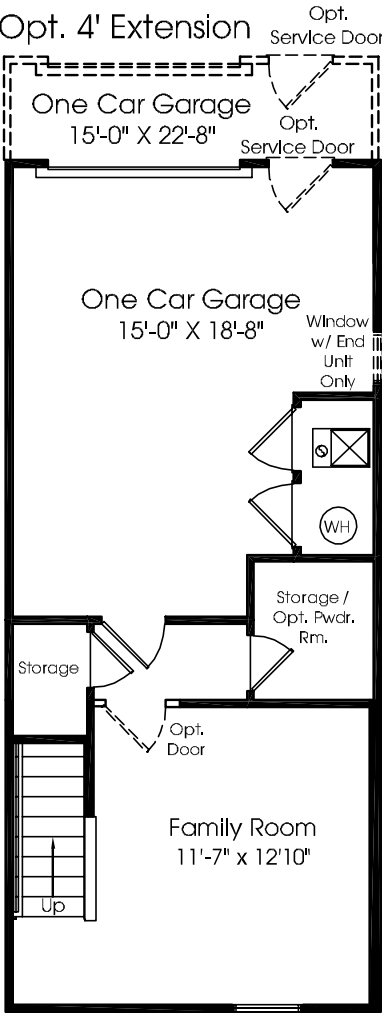 Opt. 4' Extension
Opt.
Service Door
One Car Garage
15'-0" X 22'-8"
Opt.
Service Door
One Car Garage
15'-0" X 18'-8"
Window
w/ End
Unit
Only
WH
Storage /
Opt. Pwdr.
Rm.
Storage
Opt.
Door
Family Room
11'-7" x 12'10"
Up